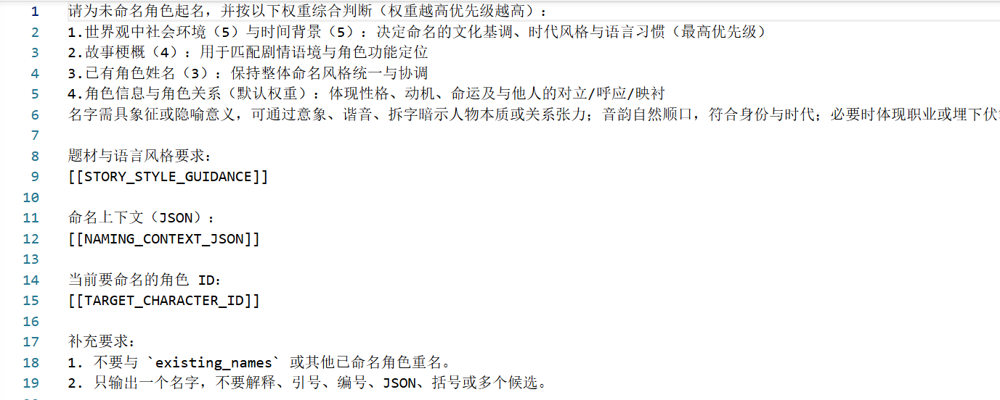 1 请为未命名角色起名，并按以下权重综合判断（权重越高优先级越高）：
2 1.世界观中社会环境（5）与时间背景（5）：决定命名的文化基调、时代风格与语言习惯（最高优先级）
3 2.故事梗概（4）：用于匹配剧情语境与角色功能定位
4 3.已有角色姓名（3）：保持整体命名风格统一与协调
5 4.角色信息与角色关系（默认权重）：体现性格、动机、命运及与他人的对立/呼应/映衬
6 名字需具象征或隐喻意义，可通过意象、谐音、拆字暗示人物本质或关系张力；音韵自然顺口，符合身份与时代；必要时体现职业或埋下伏
7
8 题材与语言风格要求：
9 [[STORY_STYLE_GUIDANCE]]
10
11 命名上下文（JSON）：
12 [[NAMING_CONTEXT_JSON]]
13
14 当前要命名的角色 ID：
15 [[TARGET_CHARACTER_ID]]
16
17 补充要求：
18 1. 不要与 `existing_names` 或其他已命名角色重名。
19 2. 只输出一个名字，不要解释、引号、编号、JSON、括号或多个候选。